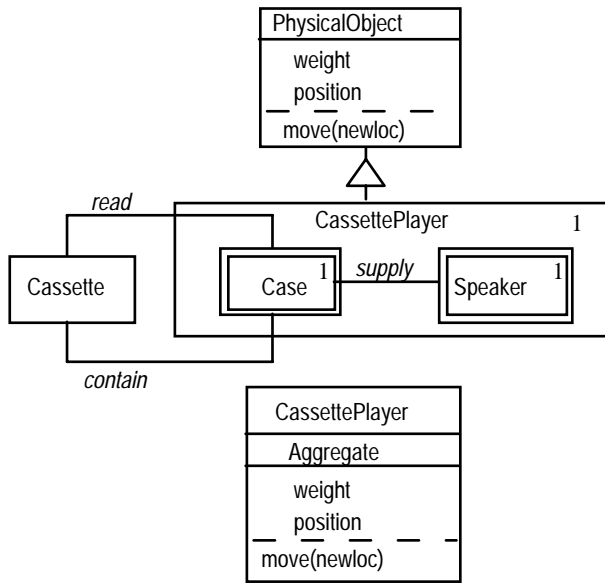 PhysicalObject
weight
position
move(newloc)
read
CassettePlayer 1
Cassette
Case 1
supply
Speaker 1
contain
CassettePlayer
Aggregate
weight
position
move(newloc)